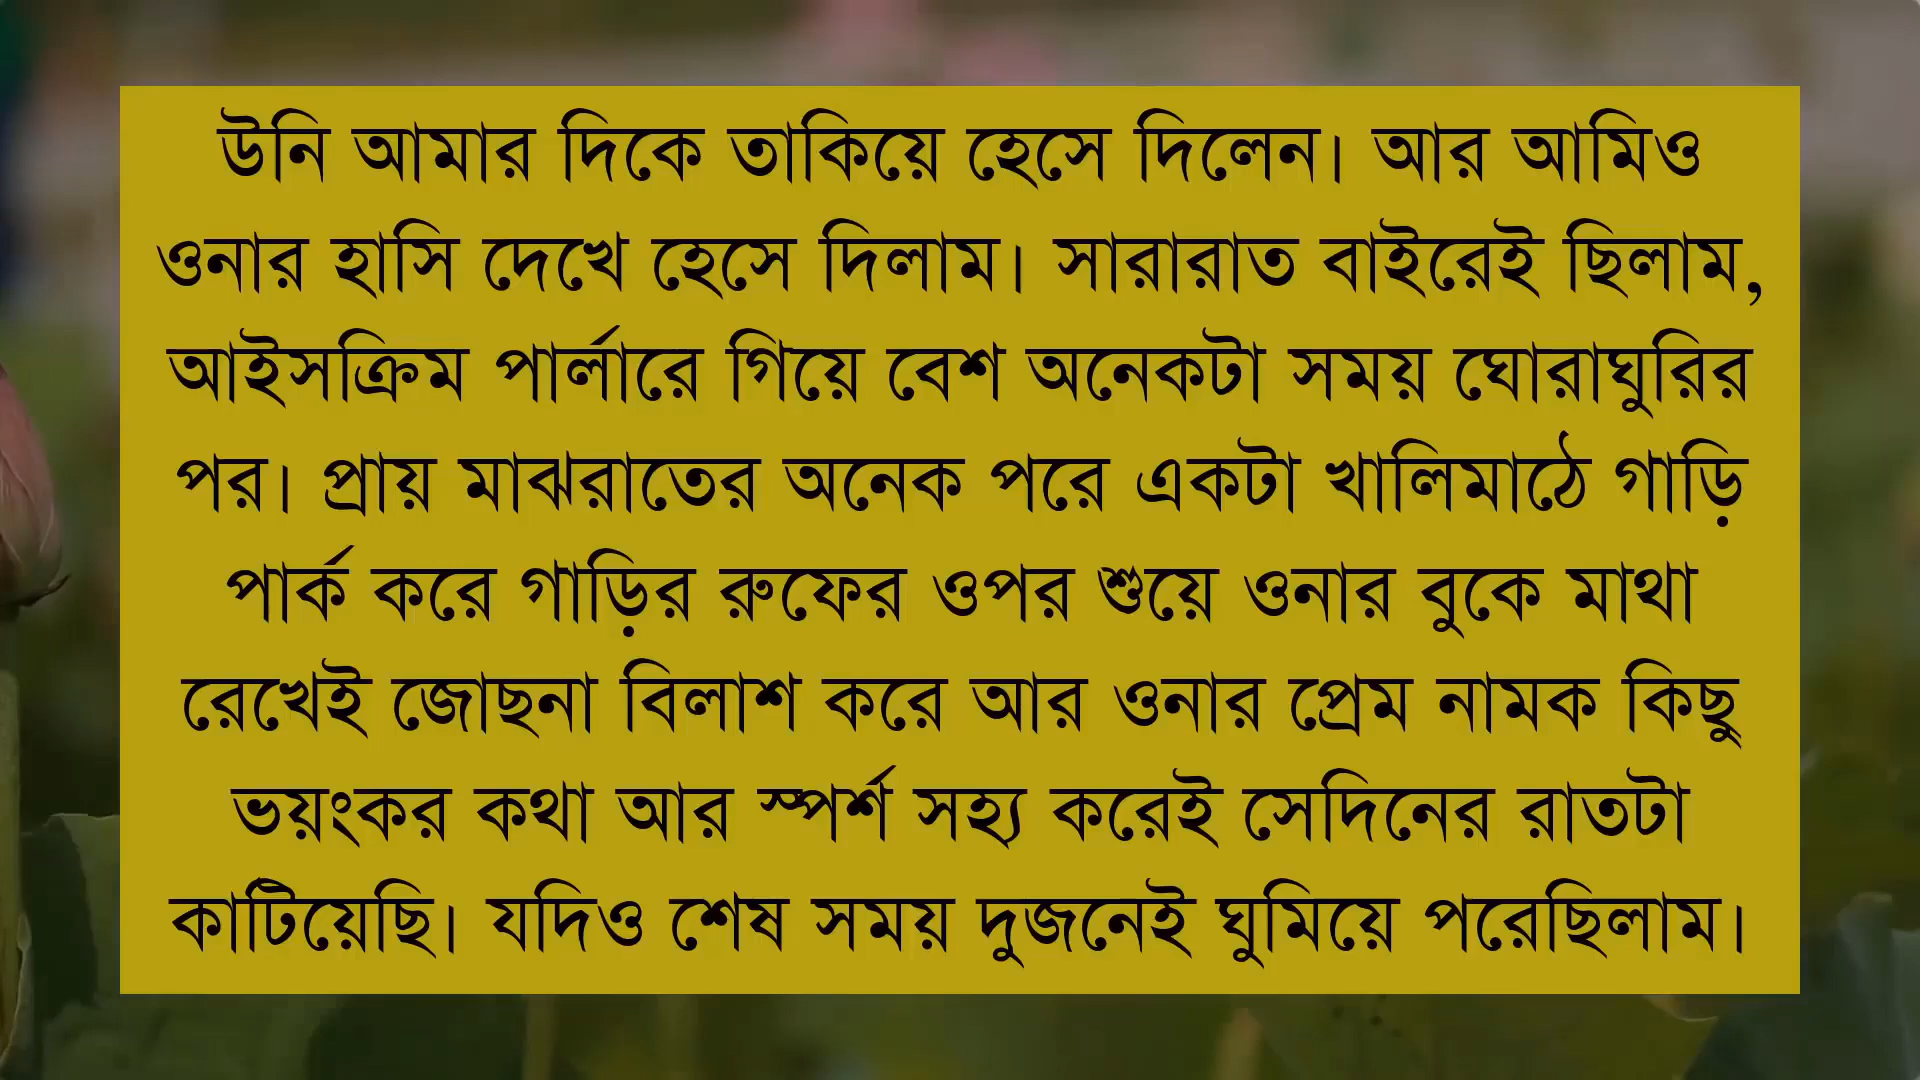 উনি আমার দিকে তাকিয়ে হেসে দিলেন। আর আমিও
ওনার হাসি দেখে হেসে দিলাম। সারারাত বাইরেই ছিলাম,
আইসক্রিম পার্লারে গিয়ে বেশ অনেকটা সময় ঘোরাঘুরির
পর। প্রায় মাঝরাতের অনেক পরে একটা খালিমাঠে গাড়ি
পার্ক করে গাড়ির রুফের ওপর শুয়ে ওনার বুকে মাথা
রেখেই জোছনা বিলাশ করে আর ওনার প্রেম নামক কিছু
ভয়ংকর কথা আর স্পর্শ সহ্য করেই সেদিনের রাতটা
কাটিয়েছি। যদিও শেষ সময় দুজনেই ঘুমিয়ে পরেছিলাম।